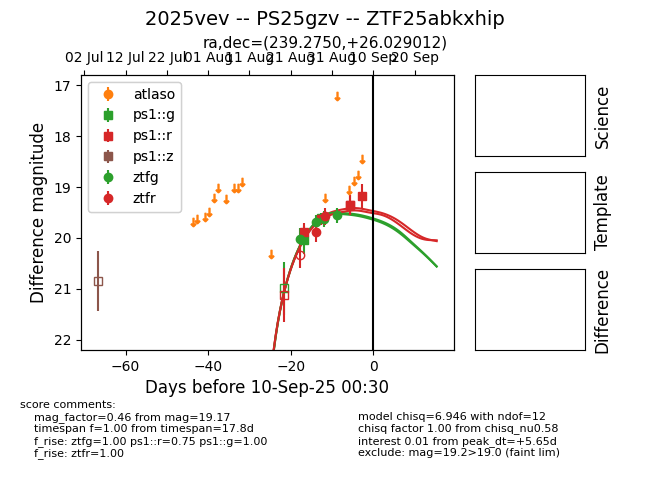 2025vev -- PS25gzv -- ZTF25abkxhip
ra,dec=(239.2750,+26.029012)
02 Jul 12 Jul 22 Jul 01 Aug 11 Aug 21 Aug 31 Aug 10 Sep 20 Sep
17
18
19
20
21
22
Difference magnitude
atlaso
ps1::g
ps1::r
ps1::z
ztfg
ztfr
−60 −40 −20 0
Days before 10-Sep-25 00:30
Science
Template
Difference
score comments:
mag_factor=0.46 from mag=19.17
timespan f=1.00 from timespan=17.8d
f_rise: ztfg=1.00 ps1::r=0.75 ps1::g=1.00
f_rise: ztfr=1.00
model chisq=6.946 with ndof=12
chisq factor 1.00 from chisq_nu0.58
interest 0.01 from peak_dt=+5.65d
exclude: mag=19.2>19.0 (faint lim)